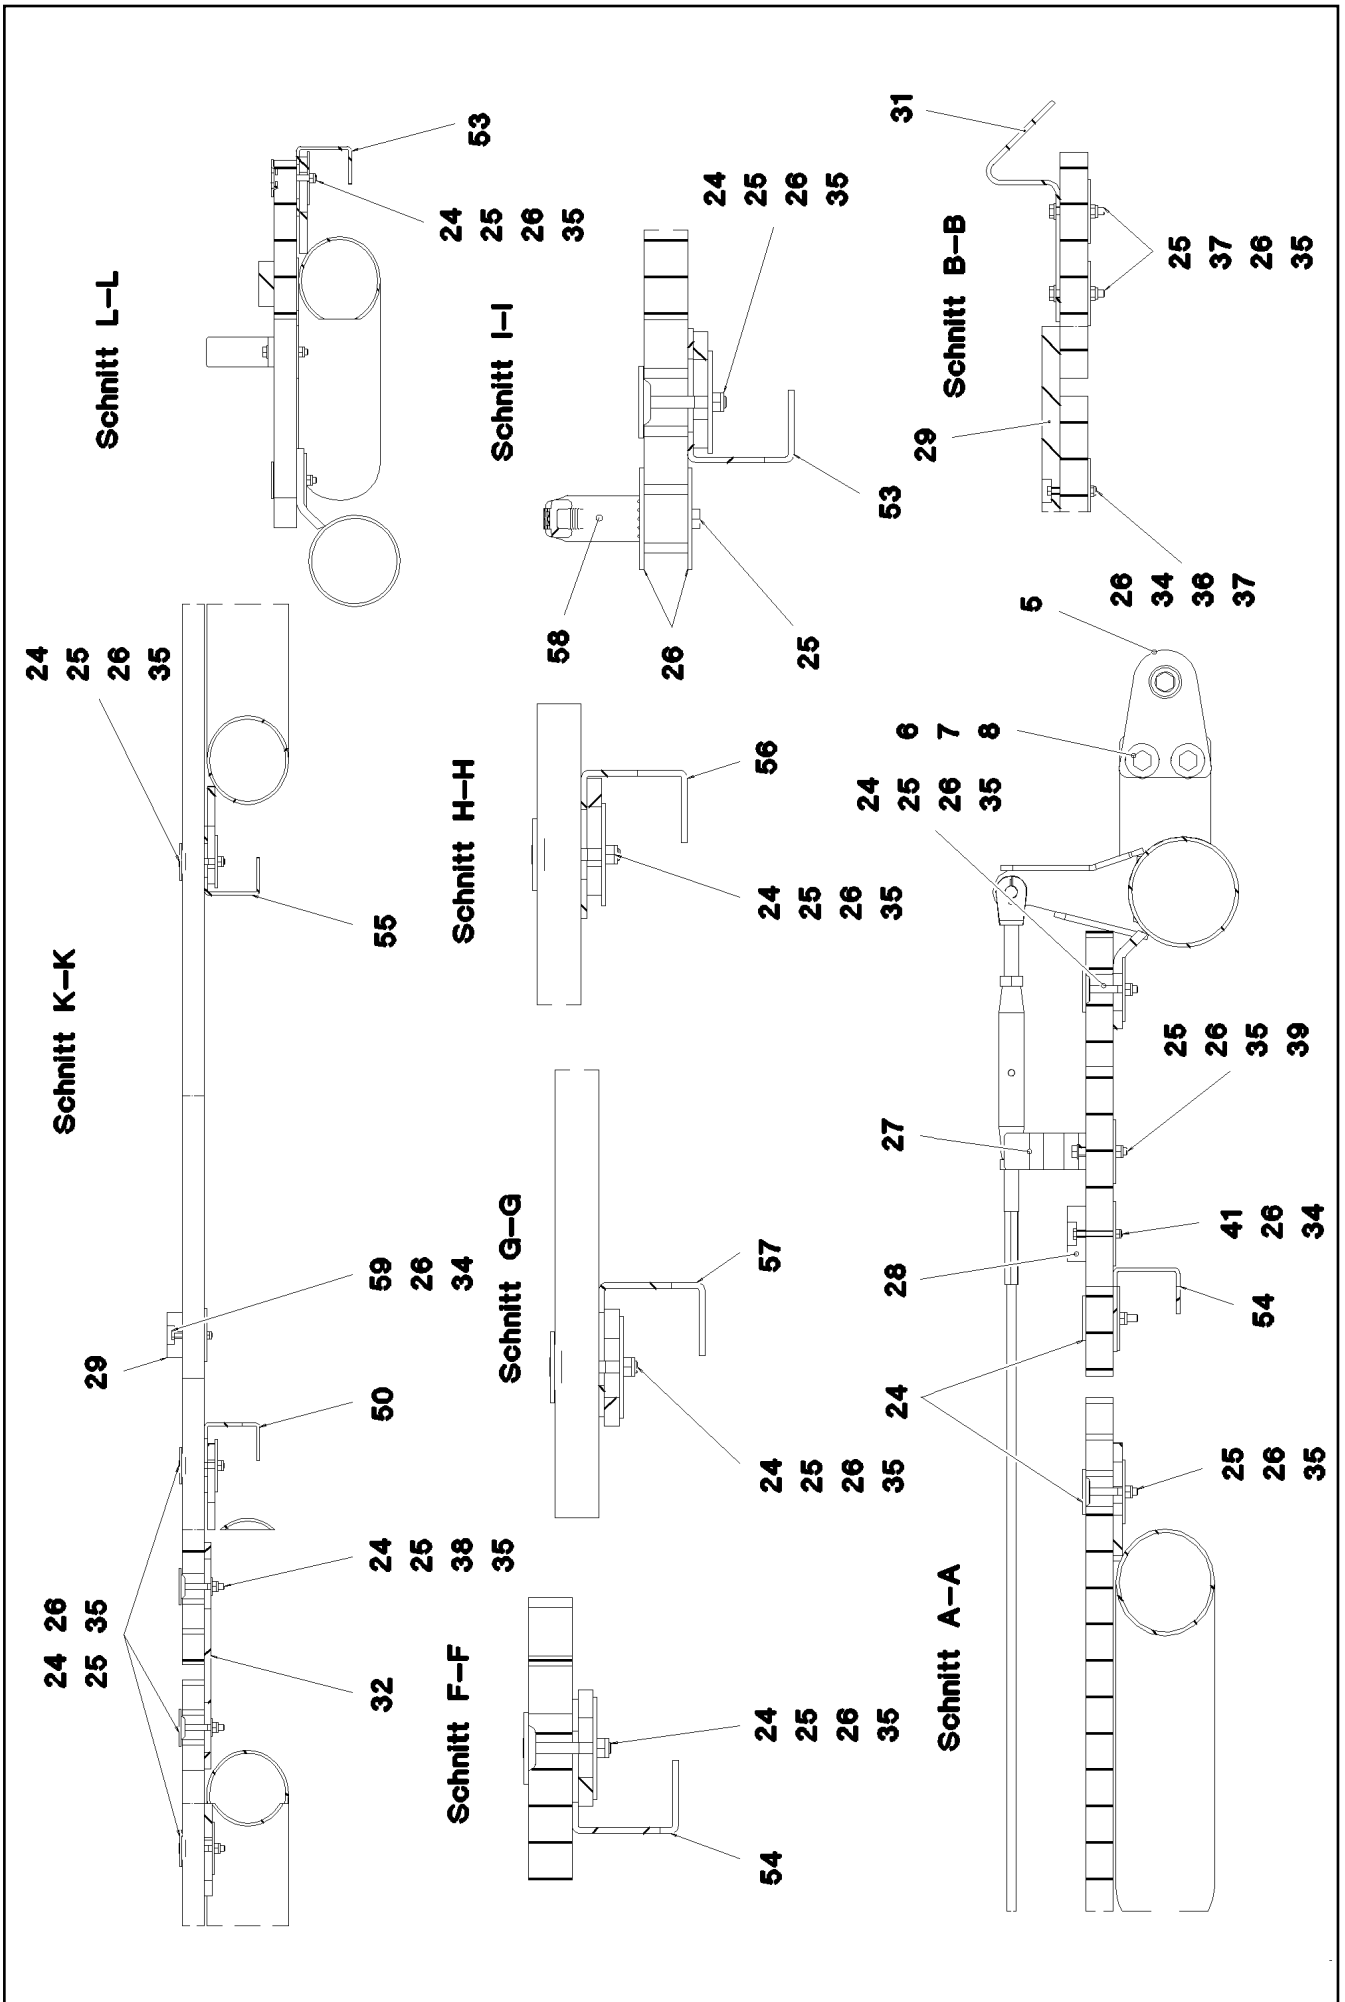 Schnitt K–K
24 25 26 35
55
59 26 34
29
50
24 25 38 35
24 26
25 35
32
Schnitt L–L
53
24 25 26 35
Schnitt F–F
24 25 26 35
54
Schnitt G–G
57
24 25 26 35
Schnitt H–H
56
24 25 26 35
Schnitt I–I
24 25 26 35
53
58
26
25
Schnitt A–A
24
25 26 35
54
28
41 26 34
27
25 26 35 39
24 25 26 35
6 7 8
5
Schnitt B–B
31
29
25 37 26 35
26 34 36 37